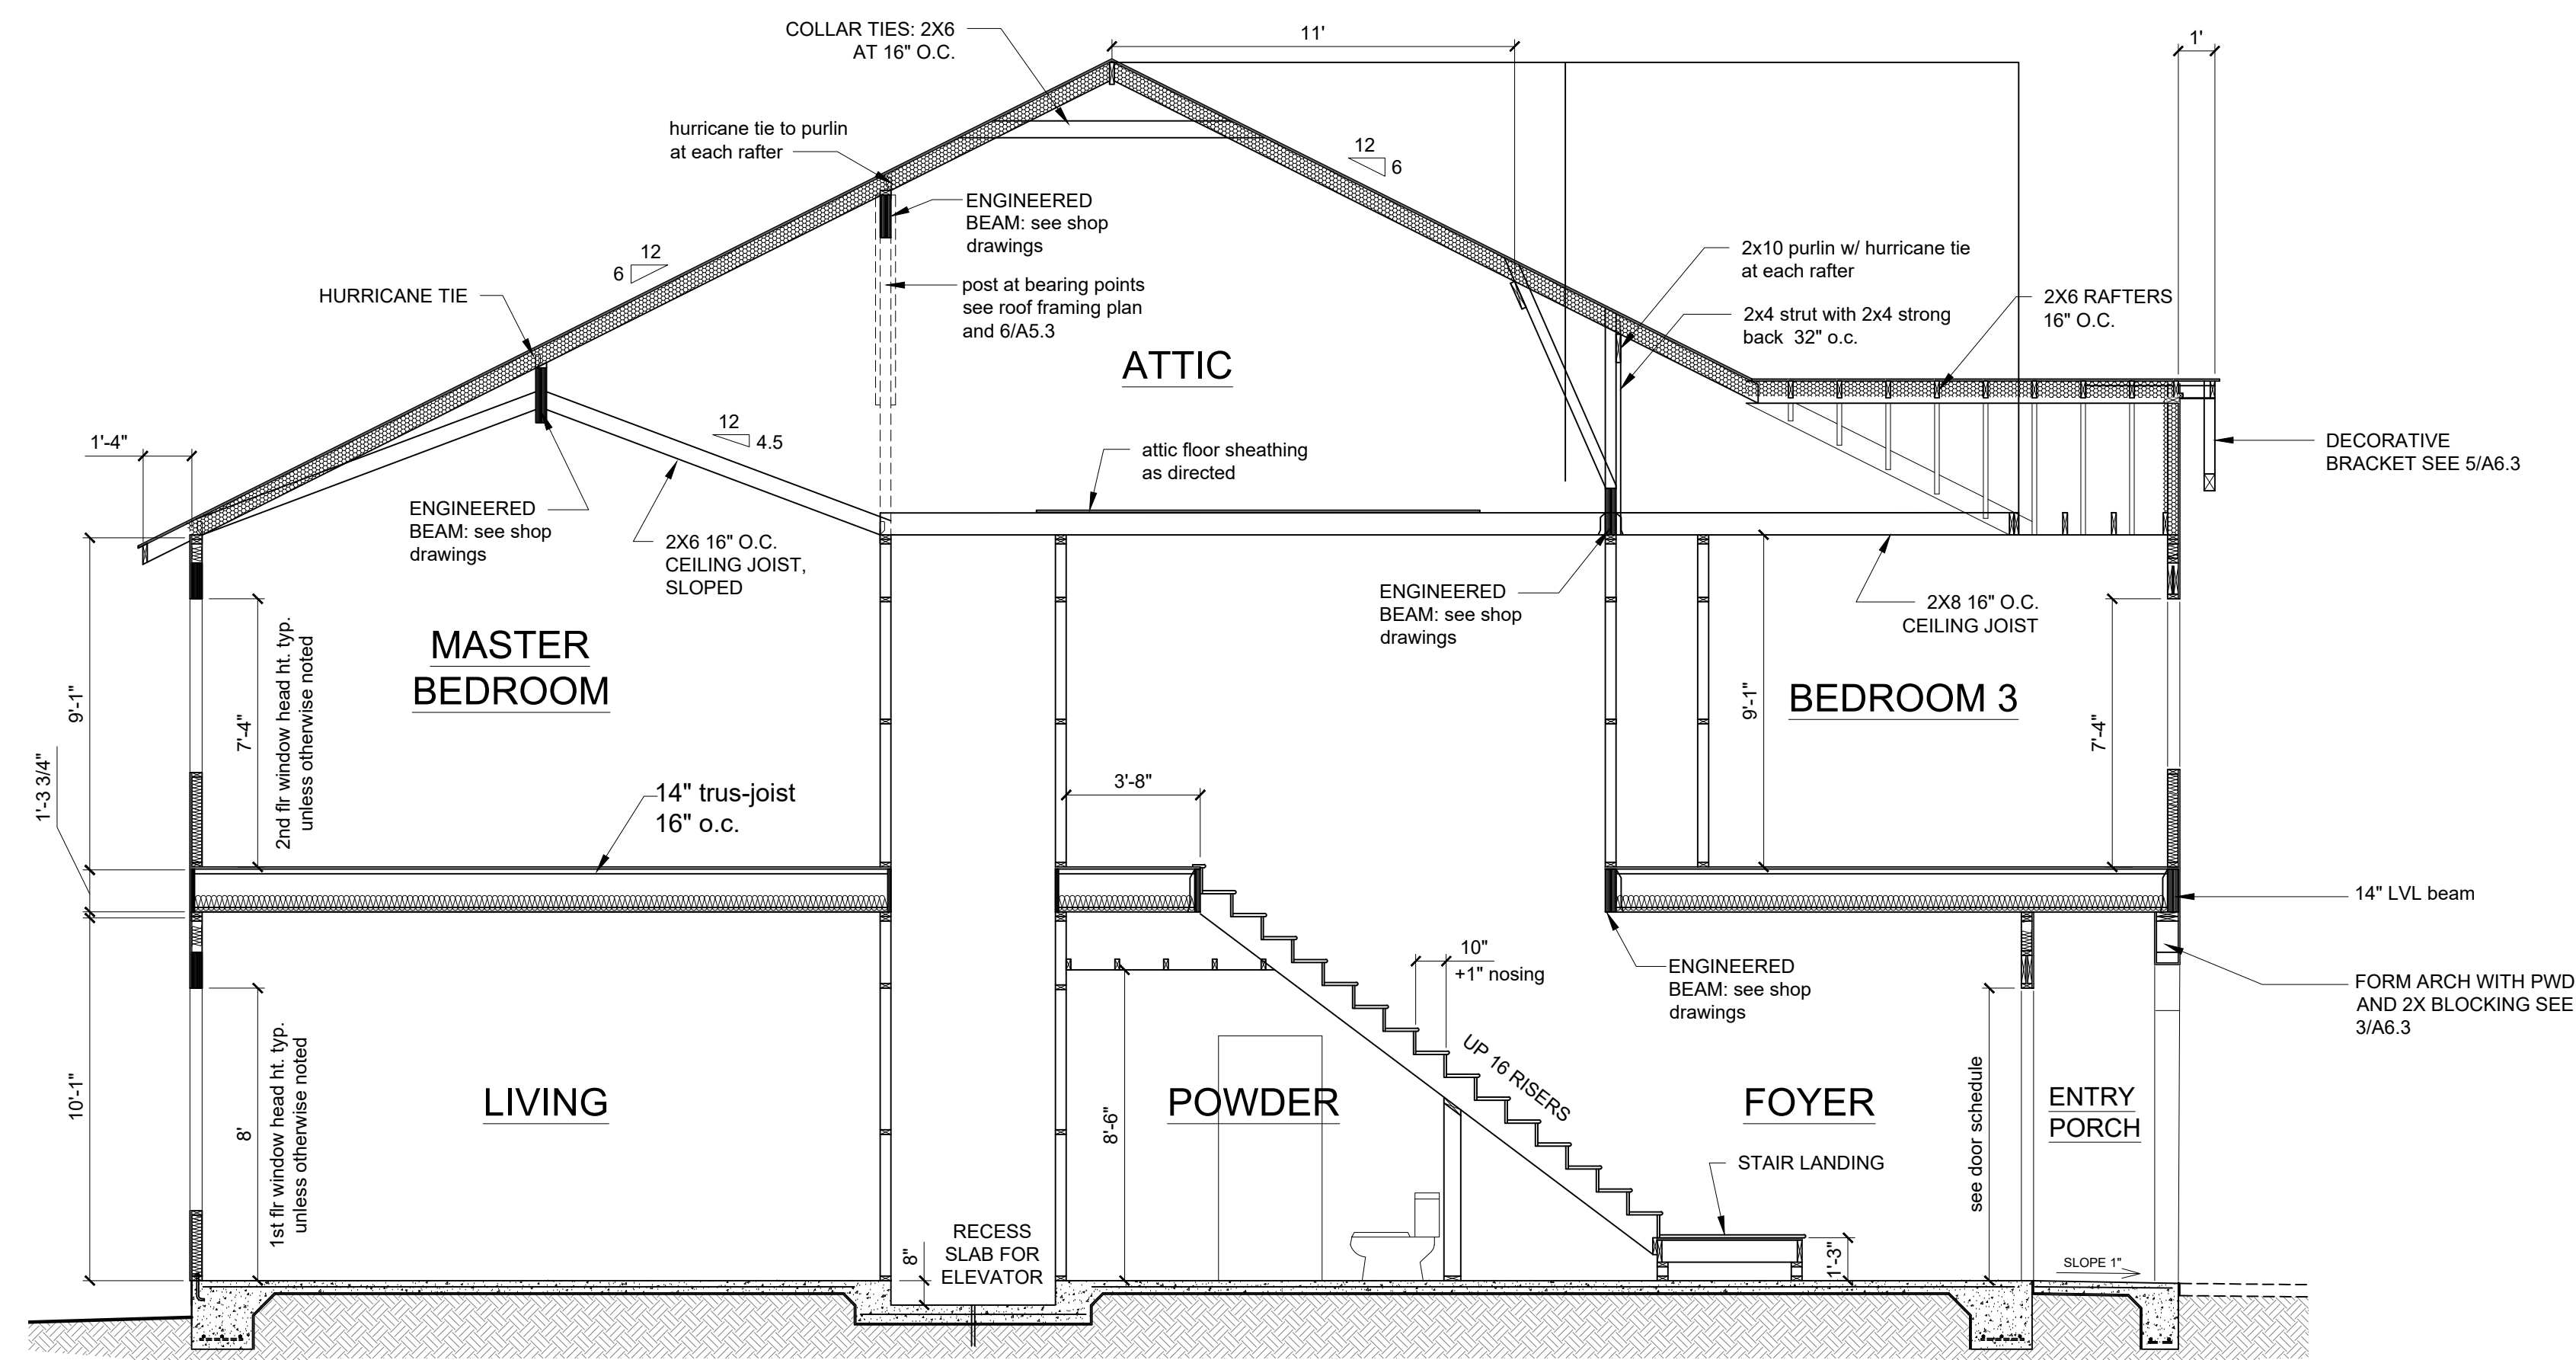 COLLAR TIES: 2X6
AT 16" O.C.
11'
1'
hurricane tie to purlin
at each rafter
12
6
ENGINEERED
BEAM: see shop
drawings
12
6
2x10 purlin w/ hurricane tie
at each rafter
HURRICANE TIE
post at bearing points
see roof framing plan
and 6/A5.3
2x4 strut with 2x4 strong
back 32" o.c.
2X6 RAFTERS
16" O.C.
ATTIC
12
4.5
1'-4"
attic floor sheathing
as directed
DECORATIVE
BRACKET SEE 5/A6.3
ENGINEERED
BEAM: see shop
drawings
2X6 16" O.C.
CEILING JOIST,
SLOPED
ENGINEERED
BEAM: see shop
drawings
2X8 16" O.C.
CEILING JOIST
MASTER
BEDROOM
BEDROOM 3
9'-1"
7'-4"
2nd flr window head ht. typ.
unless otherwise noted
9'-1"
7'-4"
1'-3 3/4"
14" trus-joist
16" o.c.
3'-8"
14" LVL beam
10"
+1" nosing
ENGINEERED
BEAM: see shop
drawings
FORM ARCH WITH PWD
AND 2X BLOCKING SEE
3/A6.3
10'-1"
8'
1st flr window head ht. typ.
unless otherwise noted
LIVING
8'-6"
POWDER
UP 16 RISERS
FOYER
see door schedule
ENTRY
PORCH
STAIR LANDING
8"
RECESS
SLAB FOR
ELEVATOR
1'-3"
SLOPE 1"